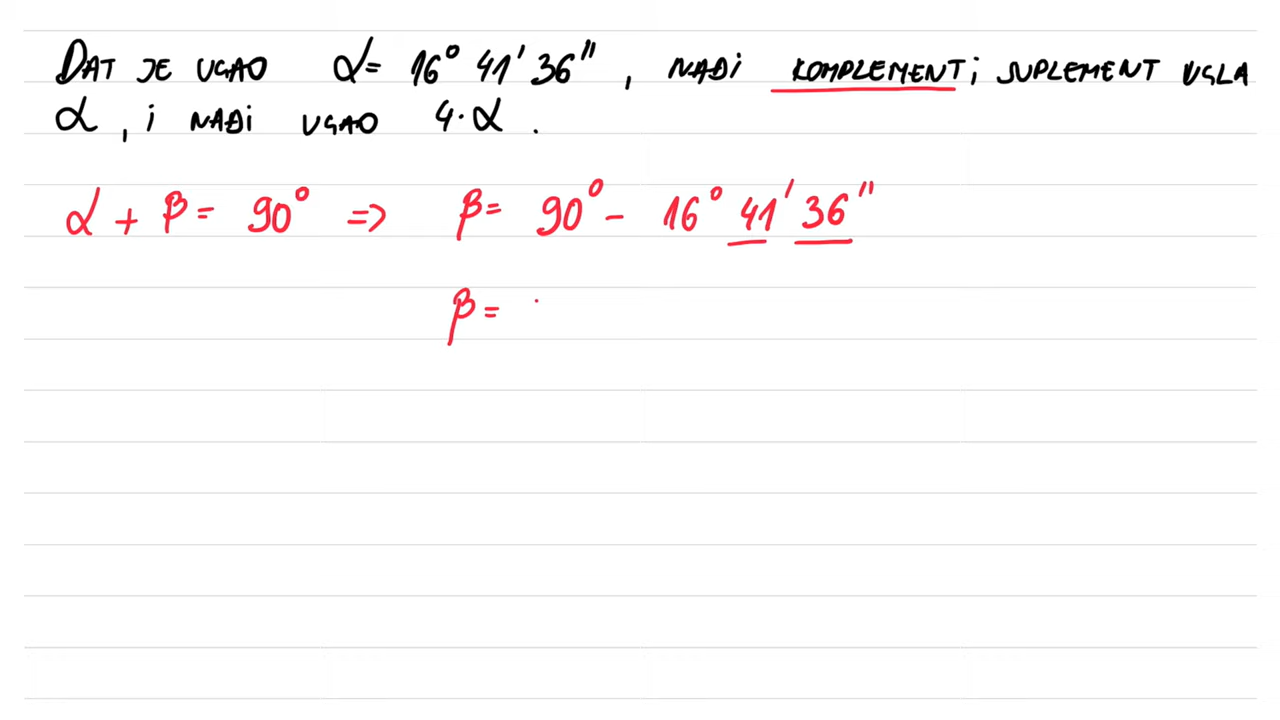 DAT JE UGAO α= 16° 41' 36'' , NAĐI KOMPLEMENT i SUPLEMENT UGLA
α , i NAĐI UGAO 4·α .
α + β = 90° => β = 90° - 16° 41' 36''
β =